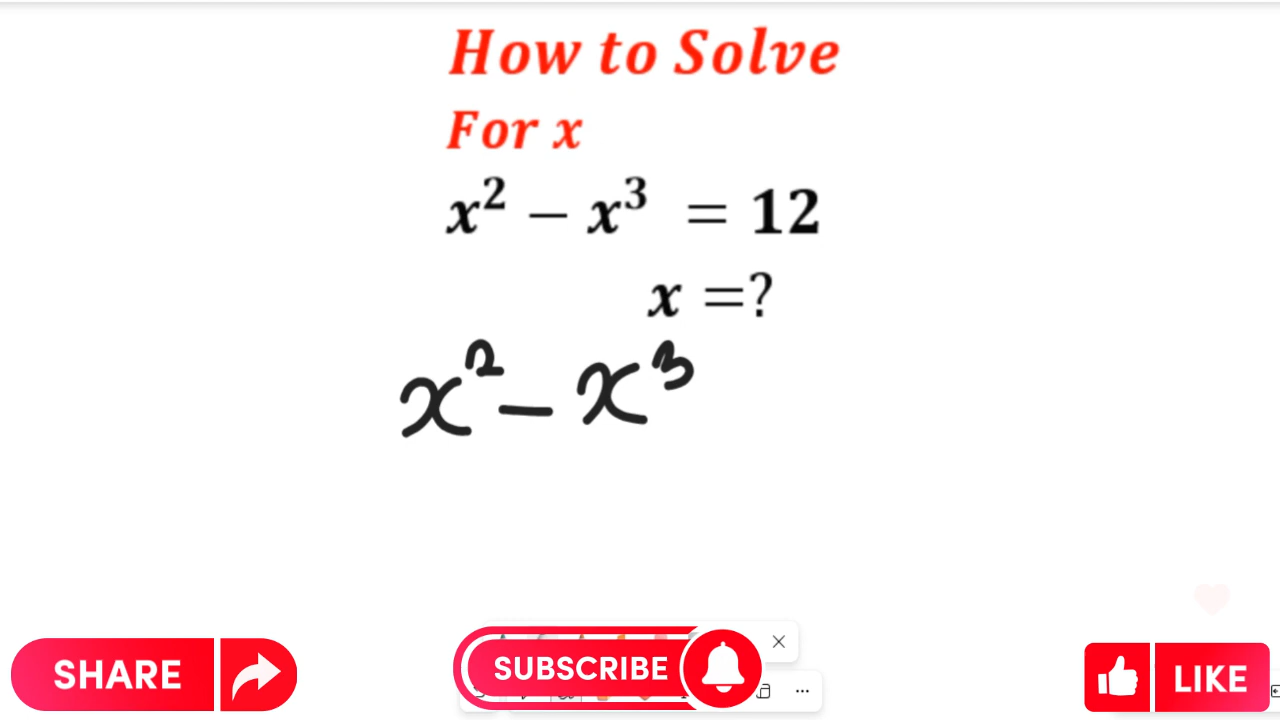 How to Solve
For x
x² − x³ = 12
x =?
x² − x³
SHARE
SUBSCRIBE
LIKE